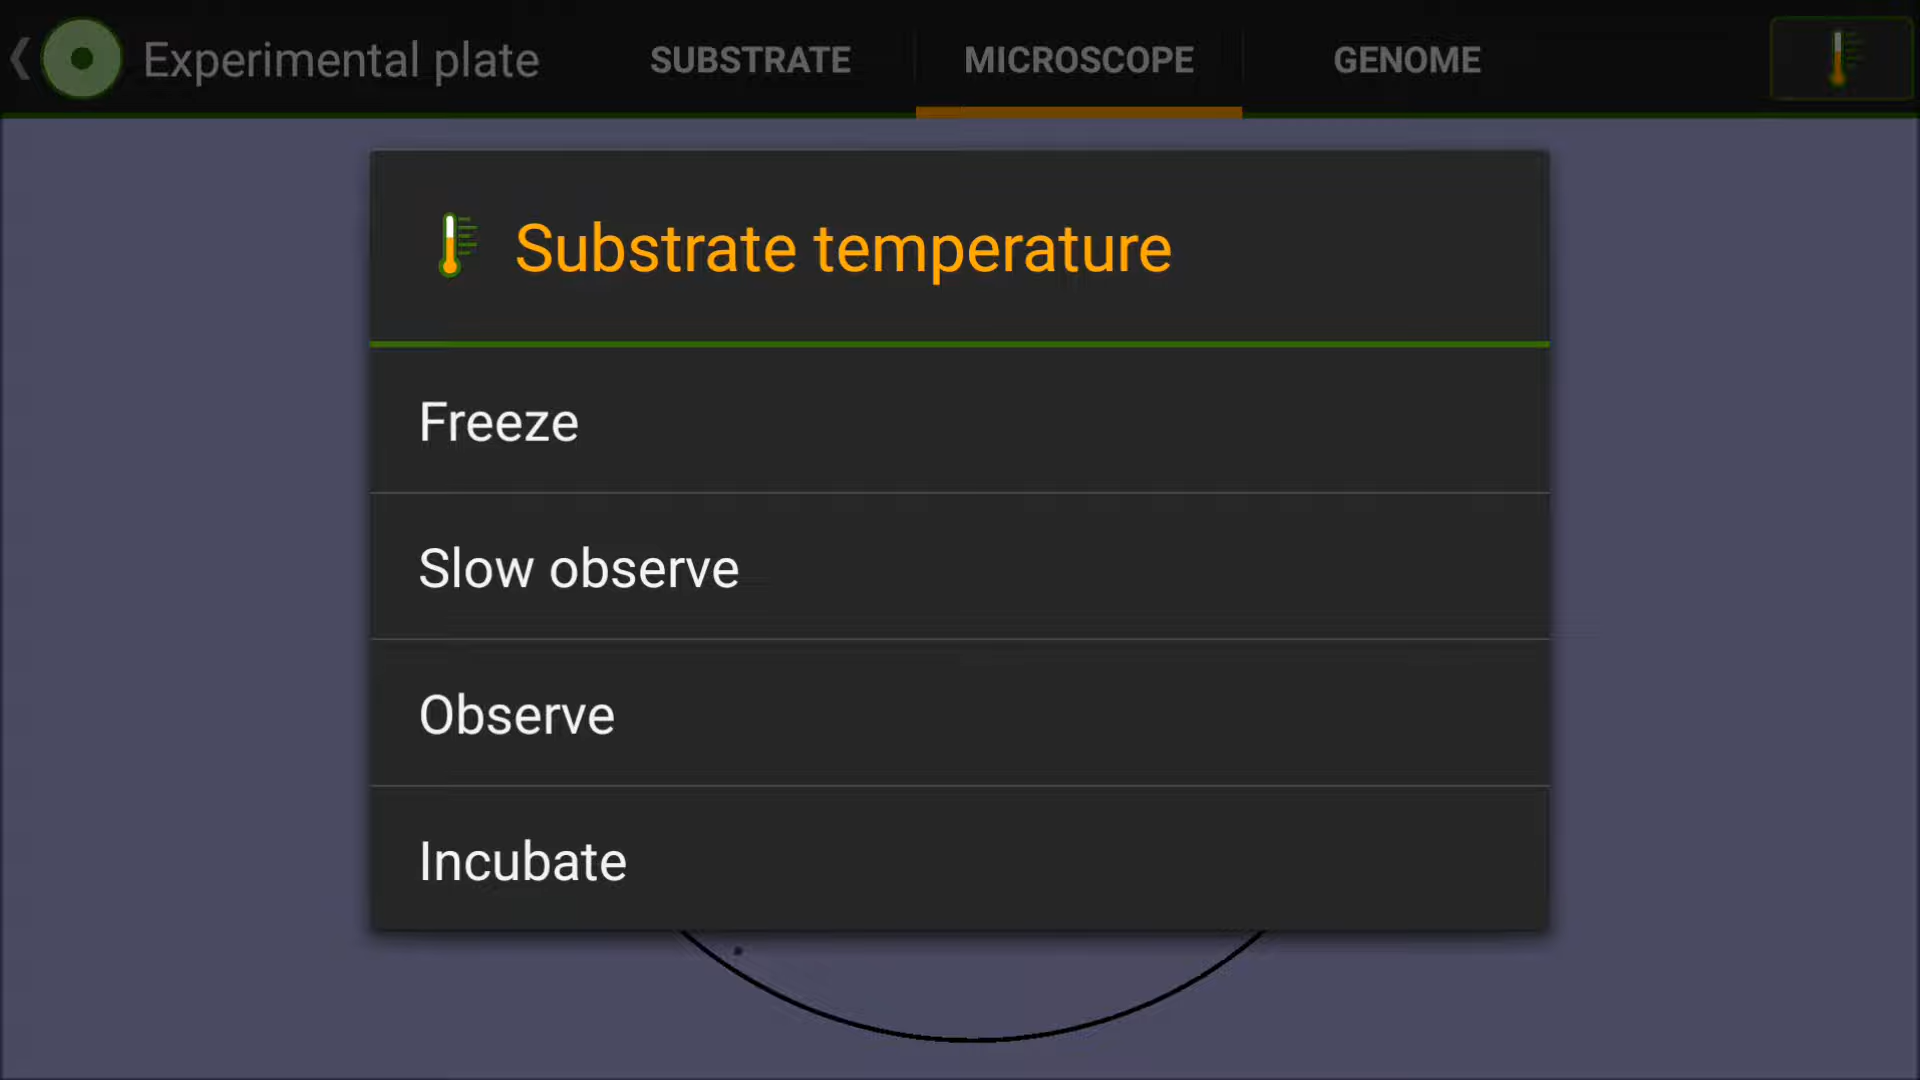 Experimental plate
SUBSTRATE
MICROSCOPE
GENOME
Substrate temperature
Freeze
Slow observe
Observe
Incubate